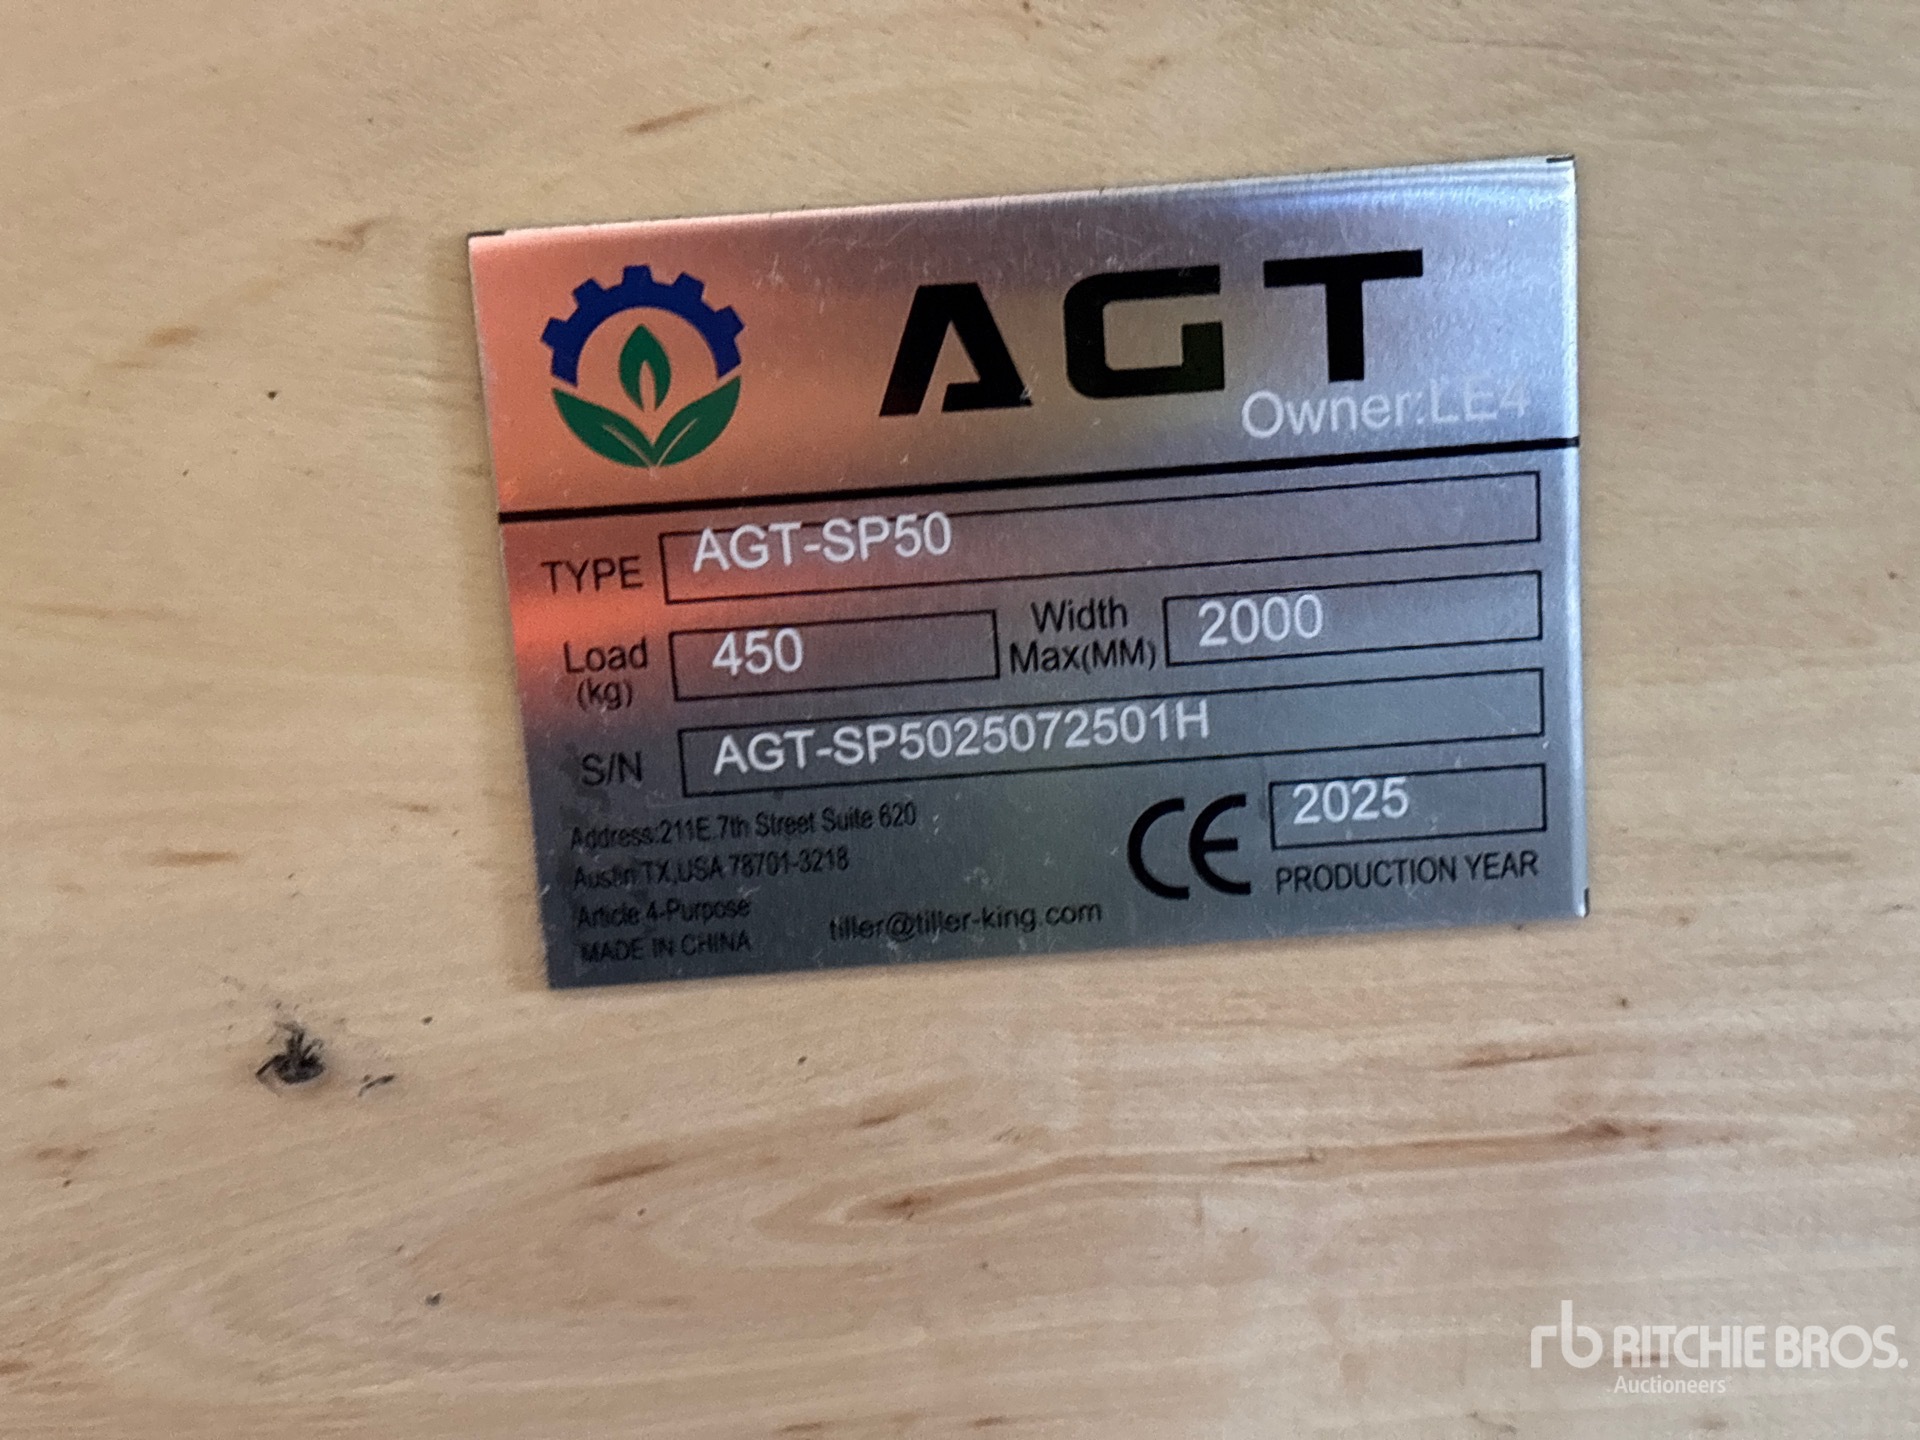 AGT
Owner:LE4
TYPE AGT-SP50
Load (kg) 450 Width Max(MM) 2000
S/N AGT-SP5025072501H
Address:211E.7th Street Suite 620
Austin TX,USA 78701-3218
Article 4-Purpose
MADE IN CHINA
tiller@tiller-king.com
CE 2025
PRODUCTION YEAR
rb RITCHIE BROS.
Auctioneers